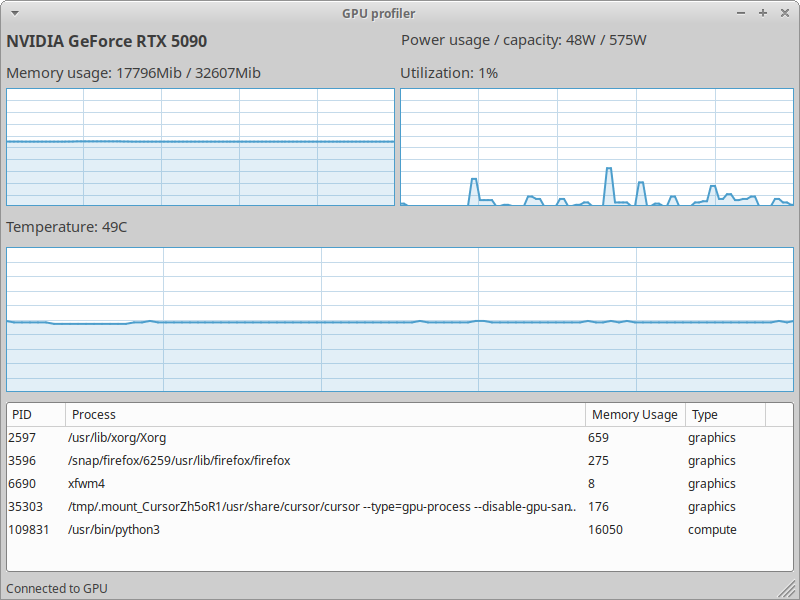 GPU profiler
NVIDIA GeForce RTX 5090
Power usage / capacity: 48W / 575W
Memory usage: 17796Mib / 32607Mib
Utilization: 1%
Temperature: 49C
PID Process Memory Usage Type
2597 /usr/lib/xorg/Xorg 659 graphics
3596 /snap/firefox/6259/usr/lib/firefox/firefox 275 graphics
6690 xfwm4 8 graphics
35303 /tmp/.mount_CursorZh5oR1/usr/share/cursor/cursor --type=gpu-process --disable-gpu-san.. 176 graphics
109831 /usr/bin/python3 16050 compute
Connected to GPU